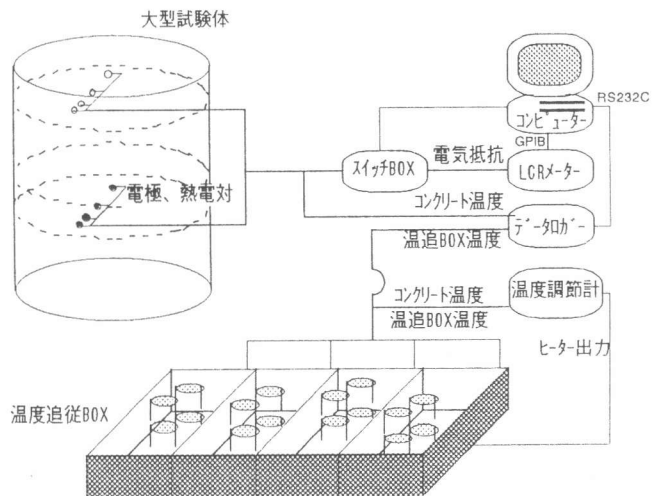 大型試験体
RS232C
コンピューター
GPIB
電気抵抗
スイッチBOX
LCRメーター
電極、熱電対
コンクリート温度
データロガー
温追BOX温度
コンクリート温度
温度調節計
温追BOX温度
ヒーター出力
温度追従BOX